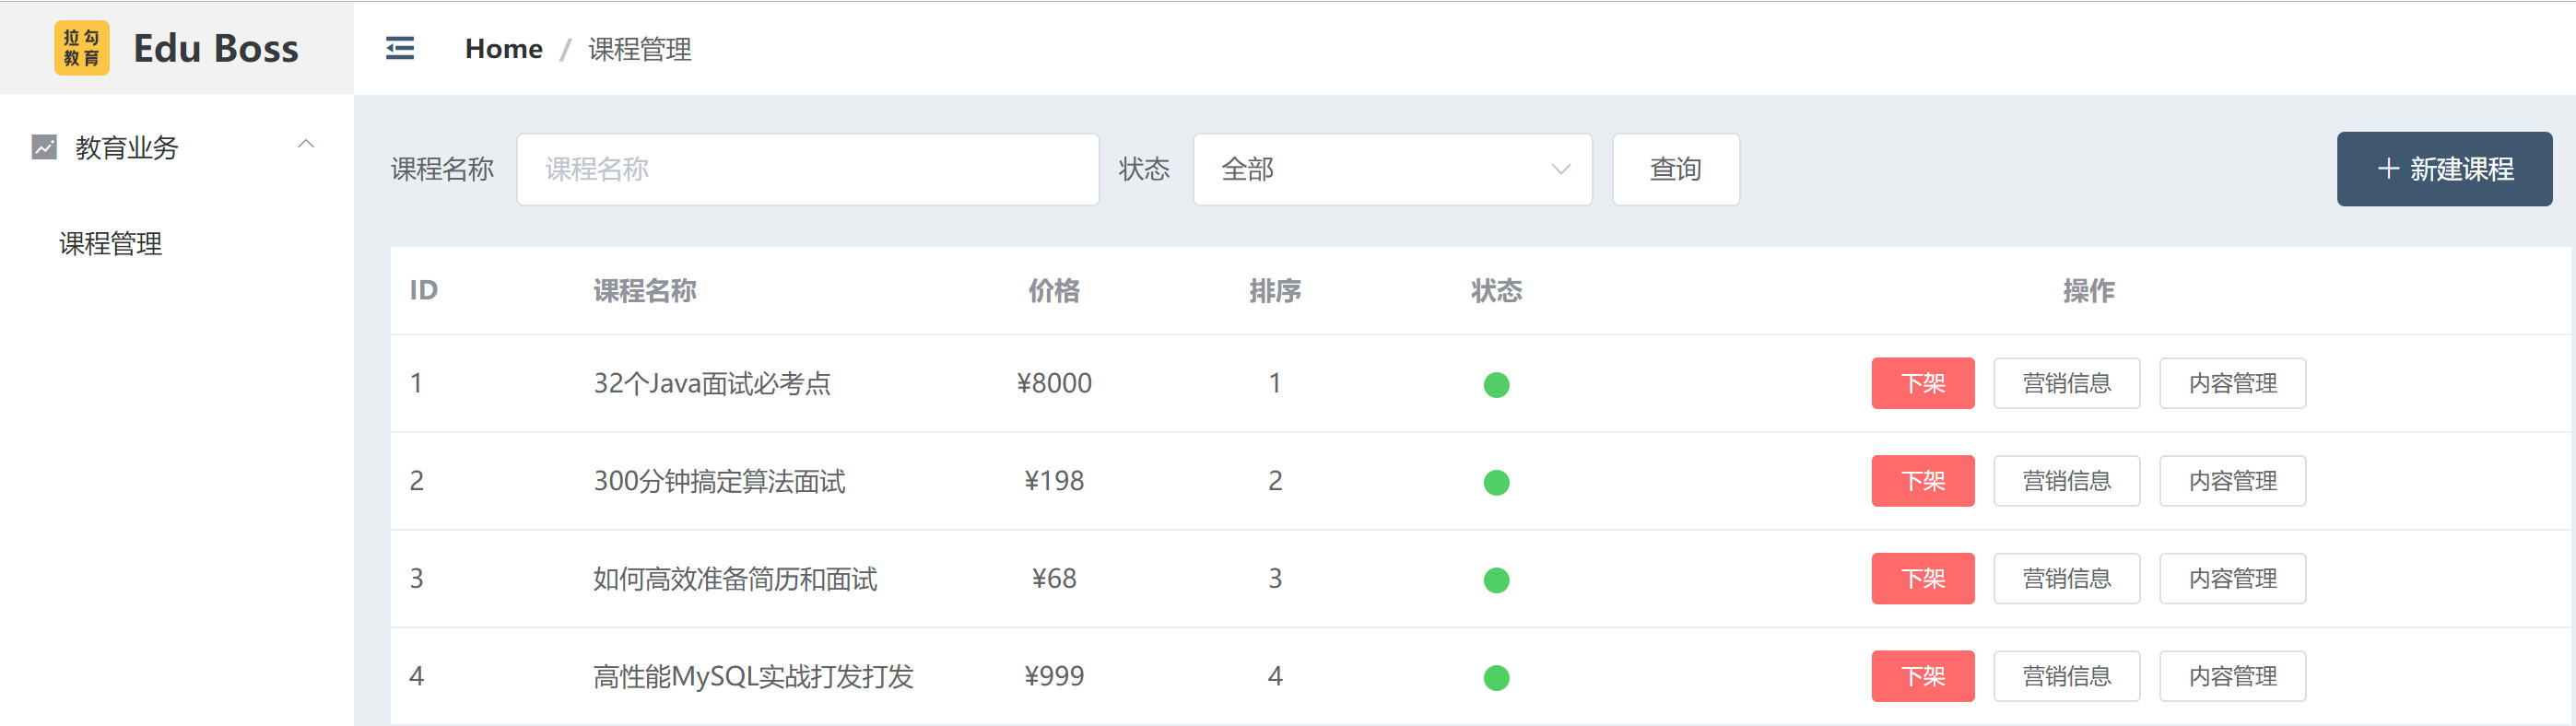 拉勾
教育
Edu Boss
Home / 课程管理
教育业务
课程管理
课程名称 课程名称 状态 全部 查询 + 新建课程
ID 课程名称 价格 排序 状态 操作
1 32个Java面试必考点 ¥8000 1 下架 营销信息 内容管理
2 300分钟搞定算法面试 ¥198 2 下架 营销信息 内容管理
3 如何高效准备简历和面试 ¥68 3 下架 营销信息 内容管理
4 高性能MySQL实战打发打发 ¥999 4 下架 营销信息 内容管理